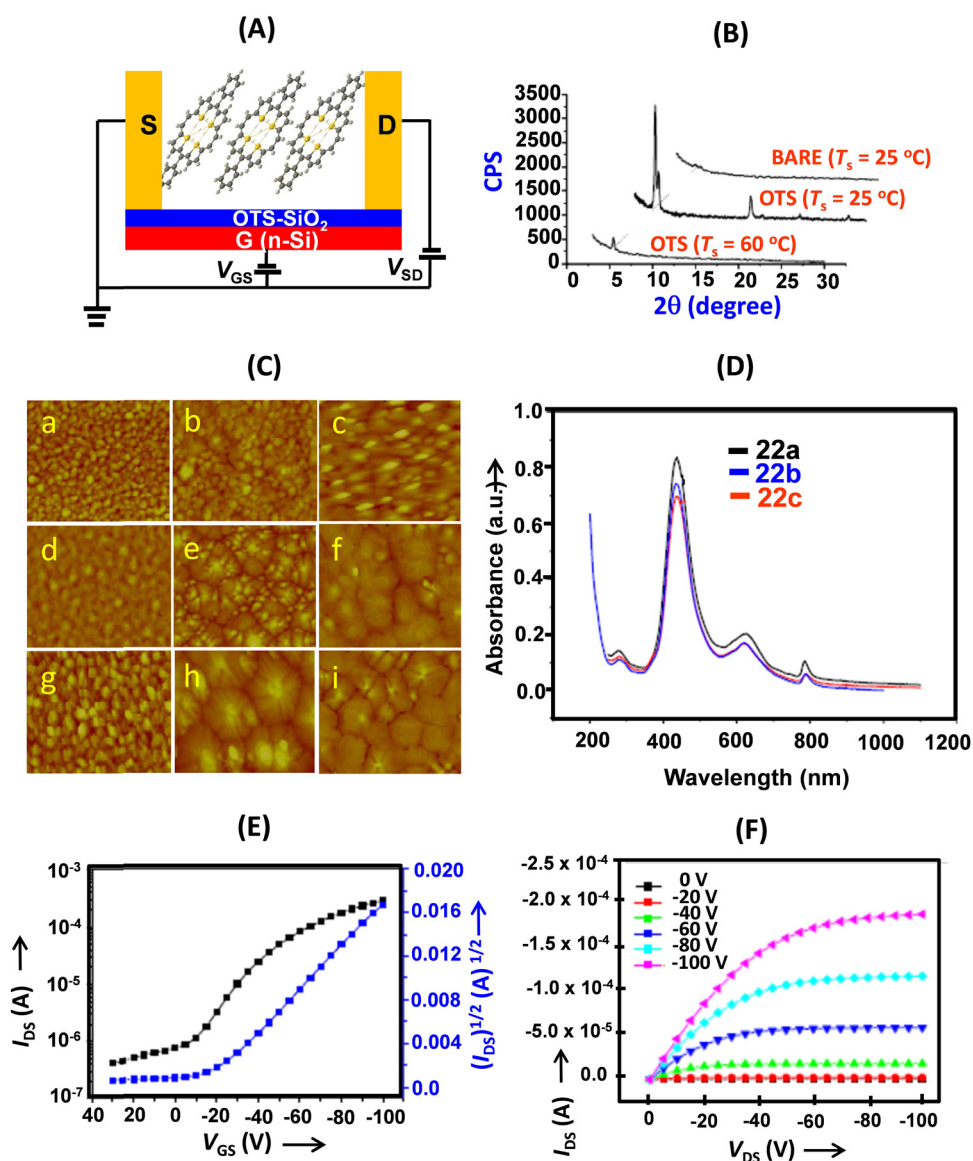 (A)
S
D
OTS-SiO2
G (n-Si)
VGS
VSD
(B)
CPS
3500
3000
2500
2000
1500
1000
500
0
BARE (Ts = 25 °C)
OTS (Ts = 25 °C)
OTS (Ts = 60 °C)
0 5 10 15 20 25 30
2θ (degree)
(C)
a b c
d e f
g h i
(D)
Absorbance (a.u.)→
1.0
0.8
0.6
0.4
0.2
0.0
22a
22b
22c
200 400 600 800 1000 1200
Wavelength (nm)
(E)
IDS (A) →
10-3
10-4
10-5
10-6
10-7
0.020
0.016
0.012
0.008
0.004
0.0
(IDS)1/2 (A) 1/2→
40 20 0 -20 -40 -60 -80 -100
VGS (V) →
(F)
IDS (A) →
-2.5 x 10-4
-2.0 x 10-4
-1.5 x 10-4
-1.0 x 10-4
-5.0 x 10-5
0.0
0 V
-20 V
-40 V
-60 V
-80 V
-100 V
0 -20 -40 -60 -80 -100
VDS (V) →